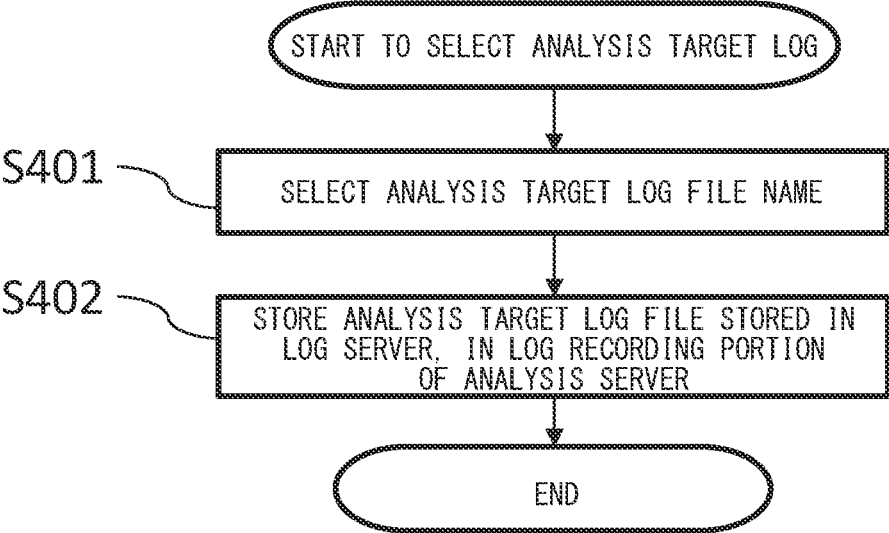 START TO SELECT ANALYSIS TARGET LOG
S401
SELECT ANALYSIS TARGET LOG FILE NAME
S402
STORE ANALYSIS TARGET LOG FILE STORED IN
LOG SERVER, IN LOG RECORDING PORTION
OF ANALYSIS SERVER
END